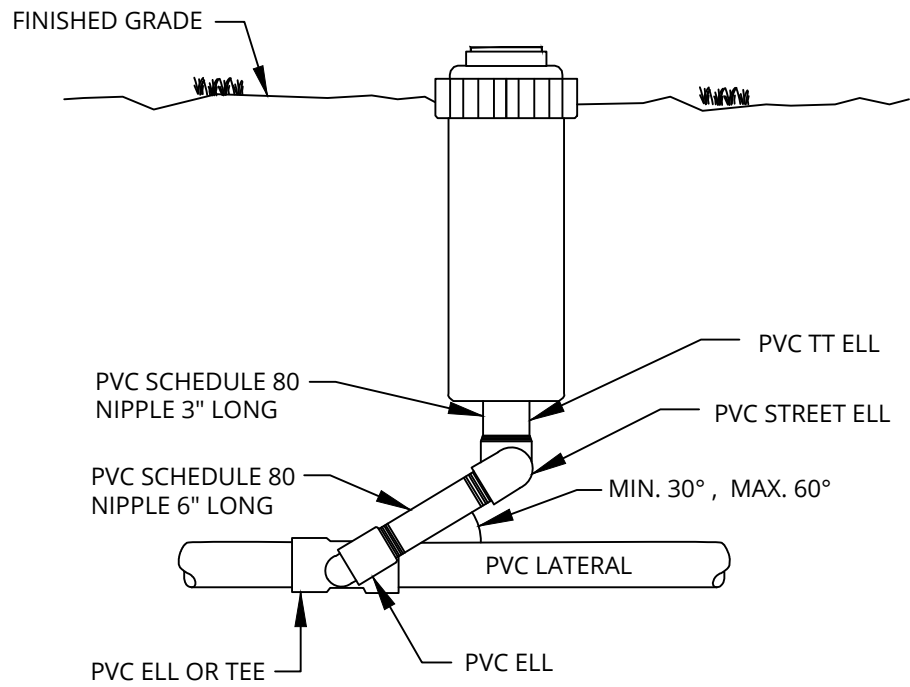 FINISHED GRADE
PVC TT ELL
PVC SCHEDULE 80
NIPPLE 3" LONG
PVC STREET ELL
PVC SCHEDULE 80
NIPPLE 6" LONG
MIN. 30° , MAX. 60°
PVC LATERAL
PVC ELL OR TEE
PVC ELL